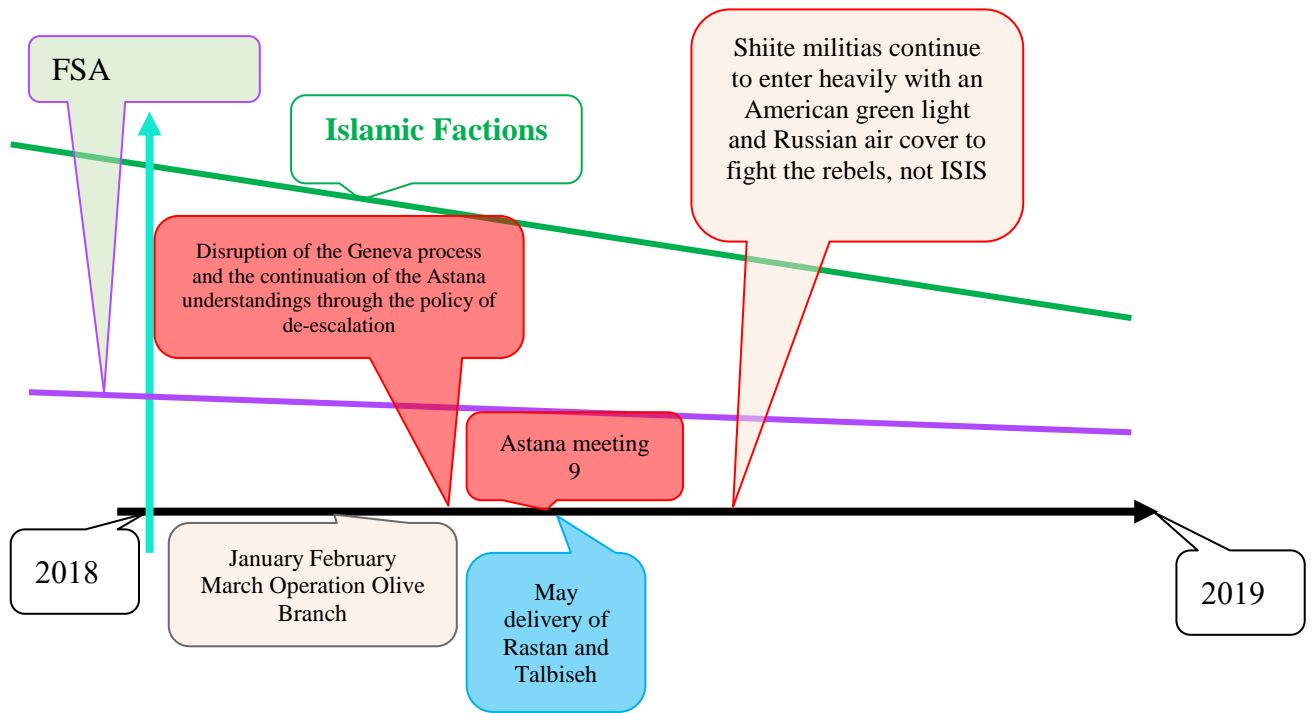 FSA
Islamic Factions
Shiite militias continue
to enter heavily with an
American green light
and Russian air cover to
fight the rebels, not ISIS
Disruption of the Geneva process
and the continuation of the Astana
understandings through the policy of
de-escalation
Astana meeting
9
2018
January February
March Operation Olive
Branch
May
delivery of
Rastan and
Talbiseh
2019